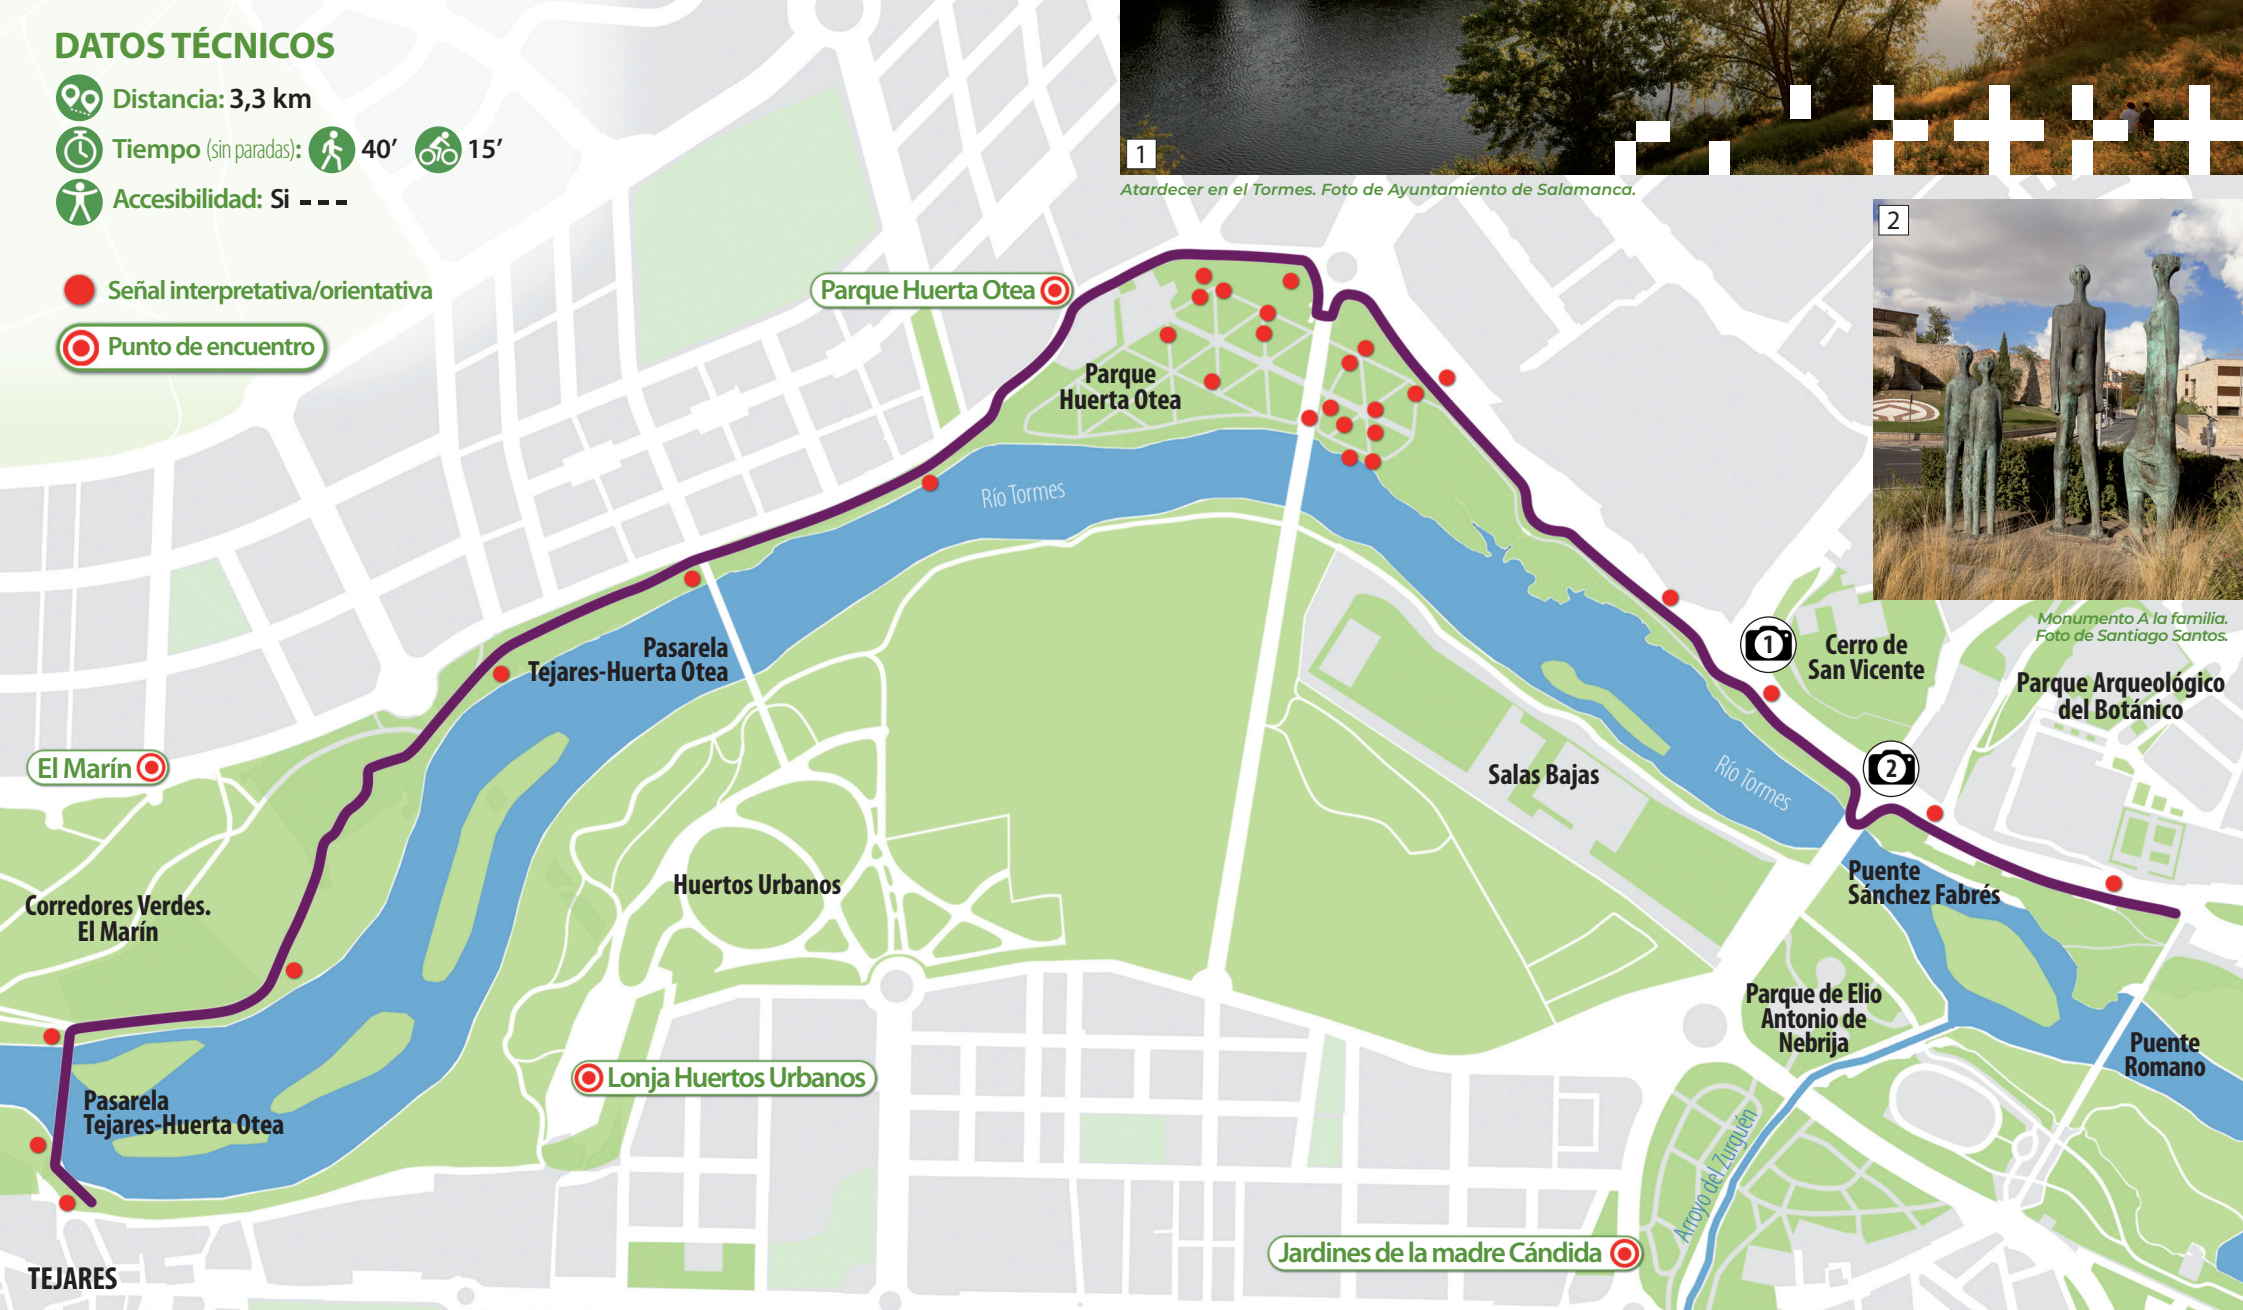 DATOS TÉCNICOS
Distancia: 3,3 km
Tiempo (sin paradas): 40’ 15’
Accesibilidad: Si ---
Señal interpretativa/orientativa
Punto de encuentro
1
Atardecer en el Tormes. Foto de Ayuntamiento de Salamanca.
2
Monumento A la familia.
Foto de Santiago Santos.
Parque Huerta Otea
Parque
Huerta Otea
Río Tormes
Pasarela
Tejares-Huerta Otea
1
Cerro de
San Vicente
Parque Arqueológico
del Botánico
El Marín
Salas Bajas
Río Tormes
2
Huertos Urbanos
Puente
Sánchez Fabrés
Corredores Verdes.
El Marín
Parque de Elio
Antonio de
Nebrija
Puente
Romano
Pasarela
Tejares-Huerta Otea
Lonja Huertos Urbanos
Arroyo del Zurguén
Jardines de la madre Cándida
TEJARES